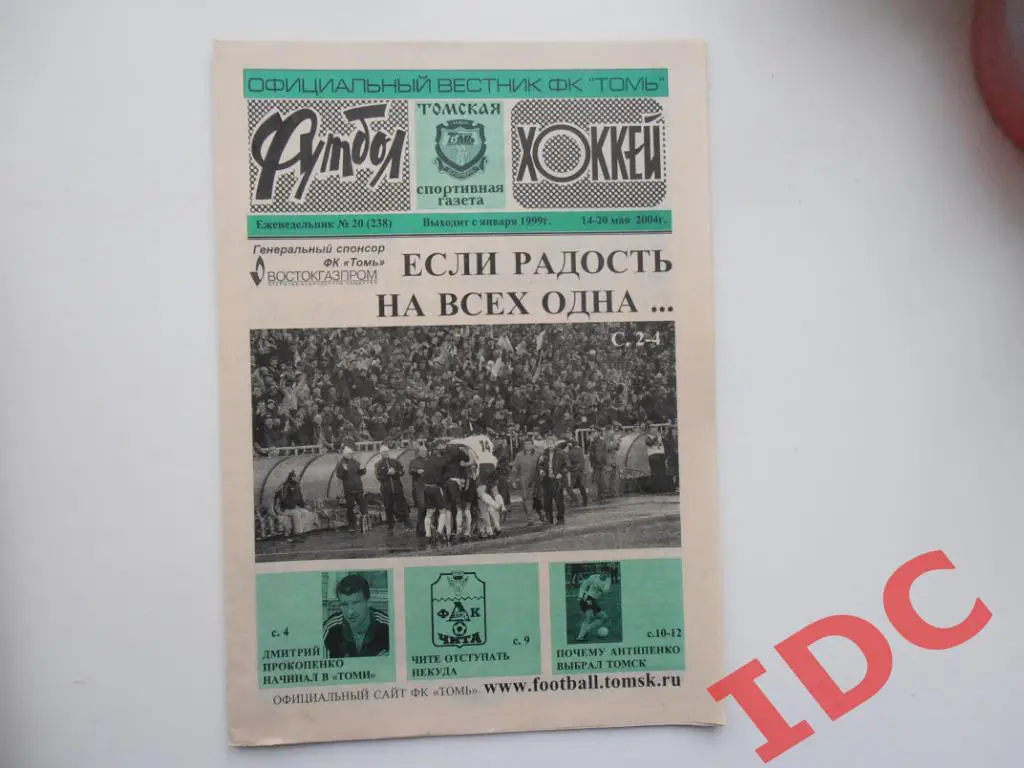 ОФИЦИАЛЬНЫЙ ВЕСТНИК ФК "ТОМЬ"
Футбол
ТОМСКАЯ
ТОМЬ
спортивная
газета
ХОККЕЙ
Еженедельник № 20 (238)
Выходит с января 1999г.
14-20 мая 2004г.
Генеральный спонсор
ФК «Томь»
ВОСТОКГАЗПРОМ
ЕСЛИ РАДОСТЬ
НА ВСЕХ ОДНА ...
С. 2-4
14
с. 4
ДМИТРИЙ
ПРОКОПЕНКО
НАЧИНАЛ В «ТОМИ»
ФК
ЧИТА
с. 9
ЧИТЕ ОТСТУПАТЬ
НЕКУДА
с.10-12
ПОЧЕМУ АНТИПЕНКО
ВЫБРАЛ ТОМСК
ОФИЦИАЛЬНЫЙ САЙТ ФК «ТОМЬ» www.football.tomsk.ru
IDC